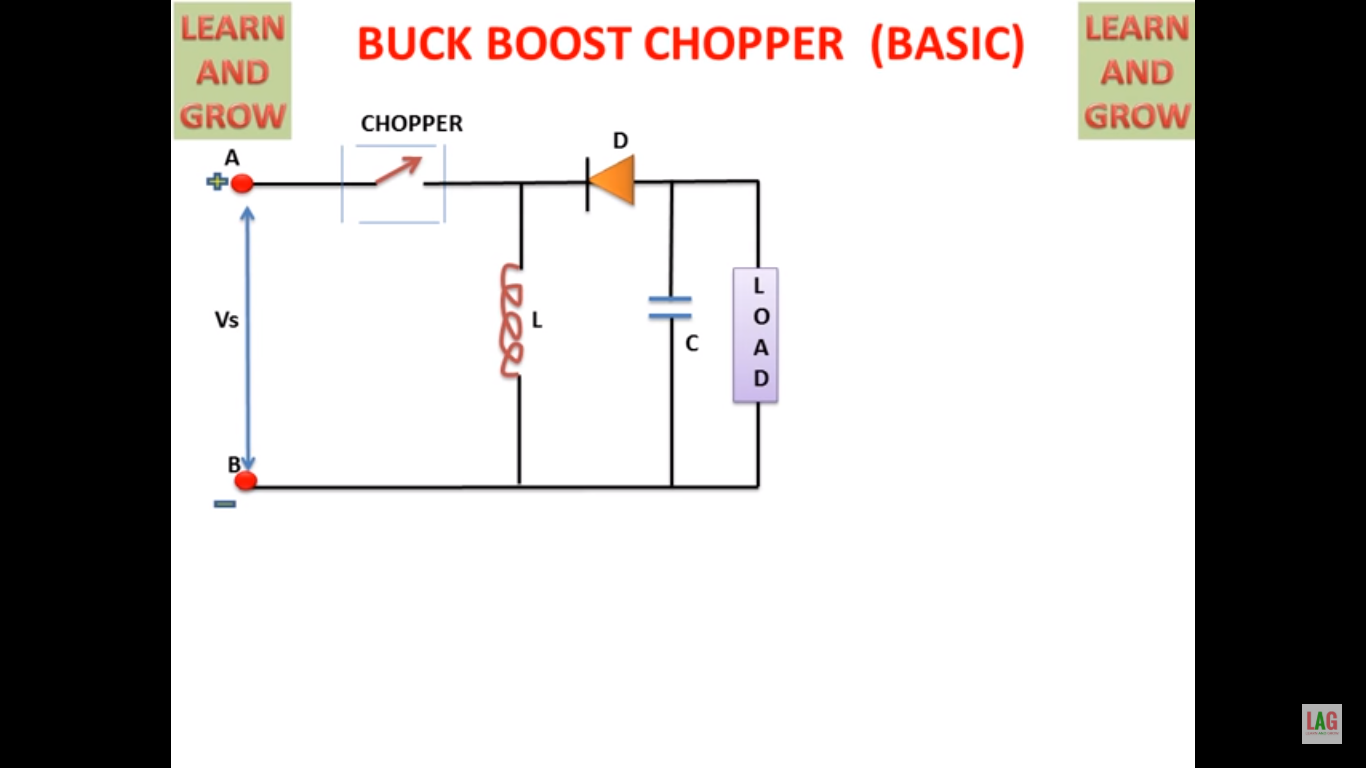 LEARN
AND
GROW
BUCK BOOST CHOPPER (BASIC)
LEARN
AND
GROW
CHOPPER
A
D
+
Vs
L
C
L
O
A
D
B
−
LAG